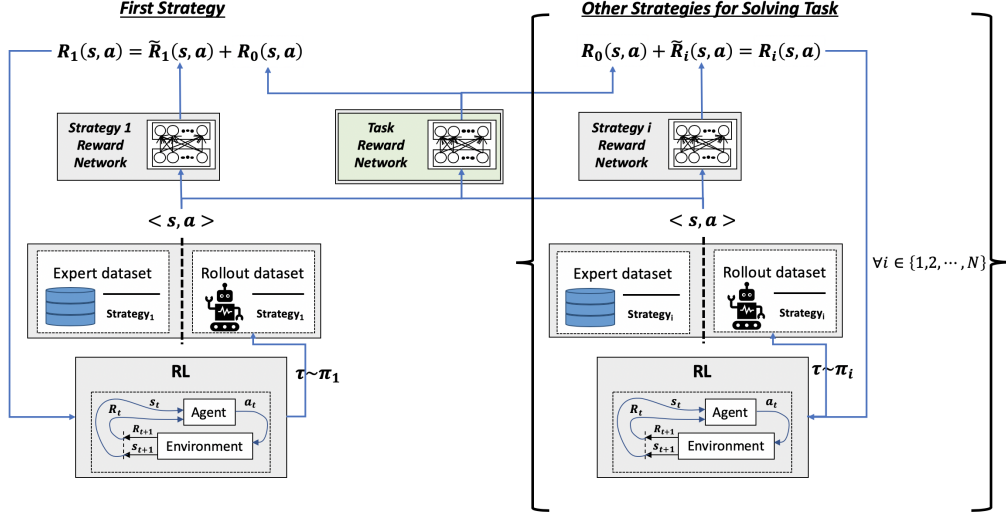 First Strategy
R₁(s, a) = R̃₁(s, a) + R₀(s, a)
Strategy 1
Reward
Network
Task
Reward
Network
< s, a >
Expert dataset
Strategy₁
Rollout dataset
Strategy₁
τ~π₁
RL
Rₜ
sₜ
Agent
aₜ
Rₜ₊₁
sₜ₊₁
Environment
Other Strategies for Solving Task
R₀(s, a) + R̃ᵢ(s, a) = Rᵢ(s, a)
Strategy i
Reward
Network
< s, a >
Expert dataset
Strategyᵢ
Rollout dataset
Strategyᵢ
∀i ∈ {1,2, ⋯ , N}
τ~πᵢ
RL
Rₜ
sₜ
Agent
aₜ
Rₜ₊₁
sₜ₊₁
Environment